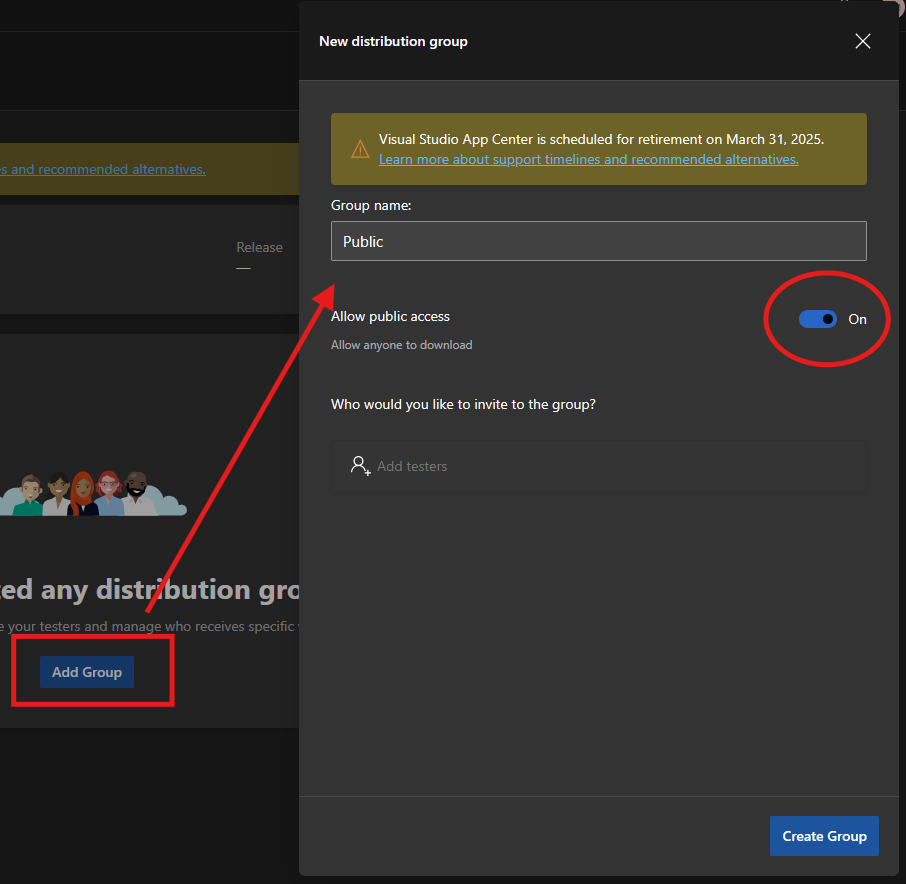 New distribution group
Visual Studio App Center is scheduled for retirement on March 31, 2025.
Learn more about support timelines and recommended alternatives.
and recommended alternatives.
Group name:
Public
Release
—
Allow public access
On
Allow anyone to download
Who would you like to invite to the group?
Add testers
any distribution
your testers and manage who receives specific
Add Group
Create Group